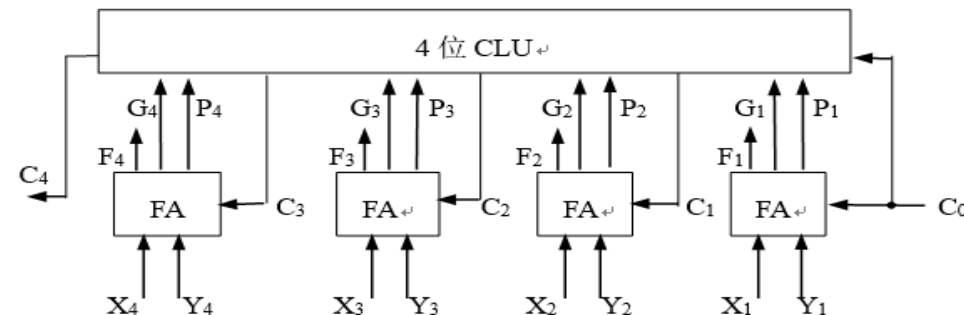 4 位 CLU↵
G4 P4 G3 P3 G2 P2 G1 P1
F4 F3 F2 F1
C4 FA C3 FA↵ C2 FA↵ C1 FA↵ C0
X4 Y4 X3 Y3 X2 Y2 X1 Y1